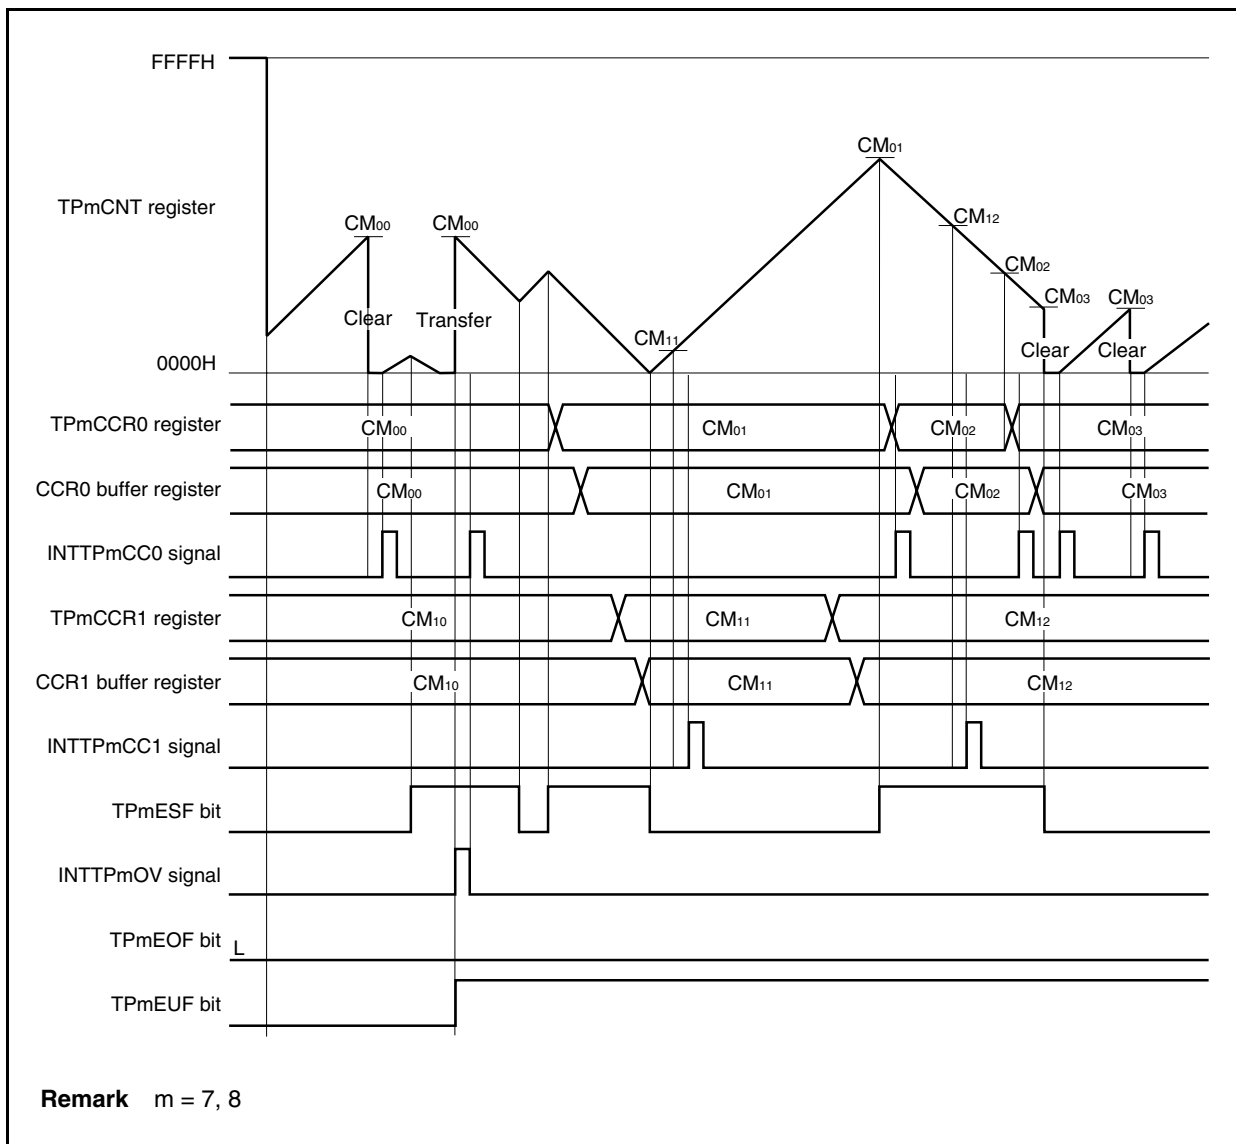 FFFFH
CM01
TPmCNT register
CM00
CM00
CM12
CM02
CM03
CM03
Clear
Transfer
CM11
Clear
Clear
0000H
TPmCCR0 register
CM00
CM01
CM02
CM03
CCR0 buffer register
CM00
CM01
CM02
CM03
INTTPmCC0 signal
TPmCCR1 register
CM10
CM11
CM12
CCR1 buffer register
CM10
CM11
CM12
INTTPmCC1 signal
TPmESF bit
INTTPmOV signal
TPmEOF bit
L
TPmEUF bit
Remark m = 7, 8